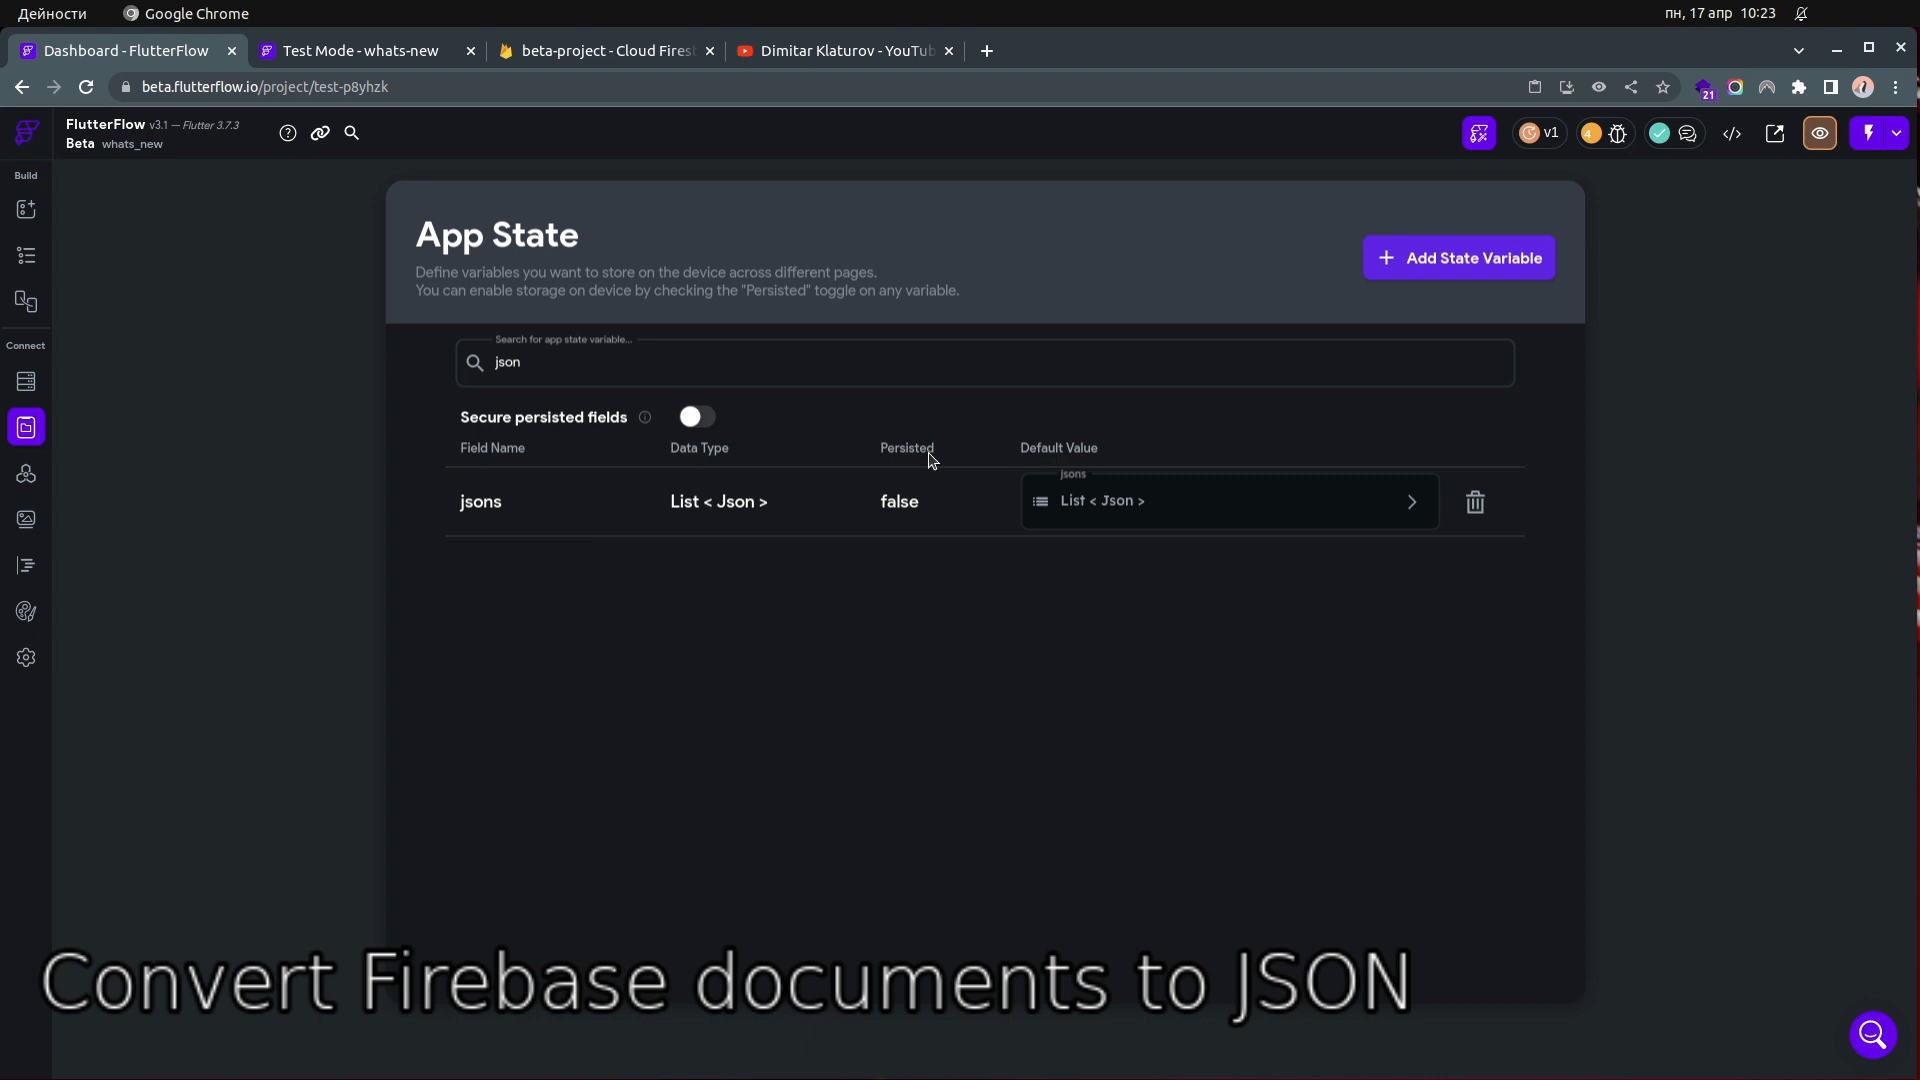 Дейности
Google Chrome
пн, 17 апр 10:23
Dashboard - FlutterFlow
Test Mode - whats-new
beta-project - Cloud Firest
Dimitar Klaturov - YouTub
beta.flutterflow.io/project/test-p8yhzk
21
FlutterFlow v3.1 — Flutter 3.7.3
Beta whats_new
v1
4
Build
Connect
App State
Define variables you want to store on the device across different pages.
You can enable storage on device by checking the "Persisted" toggle on any variable.
Add State Variable
Search for app state variable...
json
Secure persisted fields
Field Name
Data Type
Persisted
Default Value
jsons
List < Json >
false
jsons
List < Json >
Convert Firebase documents to JSON